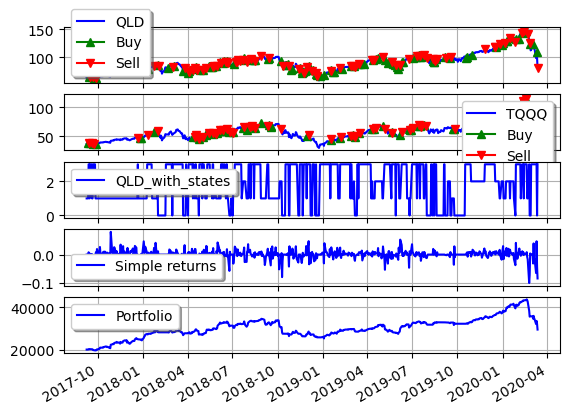 150
100
QLD
Buy
Sell
100
50
TQQQ
Buy
Sell
2
0
QLD_with_states
0.0
−0.1
Simple returns
40000
20000
Portfolio
2017-10 2018-01 2018-04 2018-07 2018-10 2019-01 2019-04 2019-07 2019-10 2020-01 2020-04